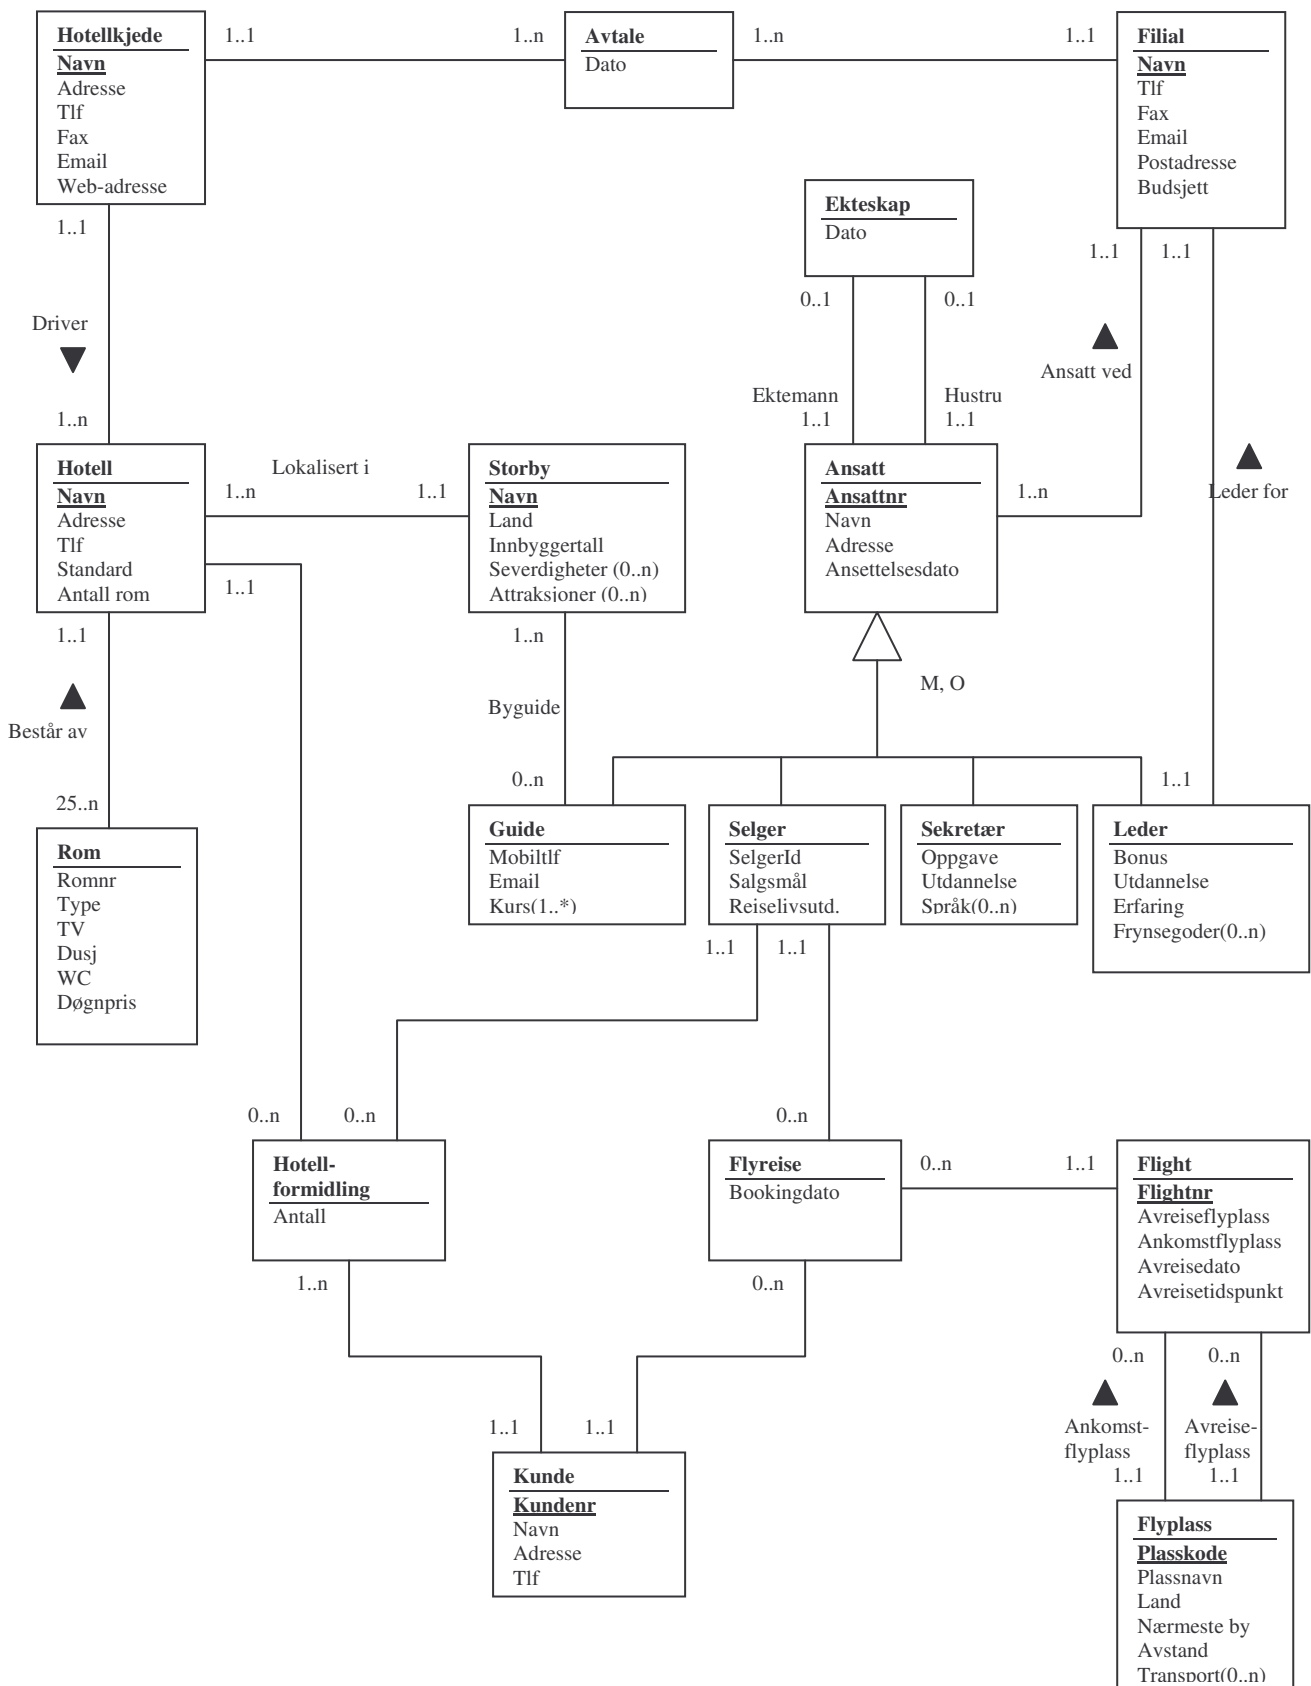 Hotellkjede
Navn
Adresse
Tlf
Fax
Email
Web-adresse
1..1
1..n
Avtale
Dato
1..n
1..1
Filial
Navn
Tlf
Fax
Email
Postadresse
Budsjett
Ekteskap
Dato
1..1
0..1
0..1
1..1
1..1
Driver
Ansatt ved
Ektemann
1..1
Hustru
1..1
1..n
Leder for
Hotell
Navn
Adresse
Tlf
Standard
Antall rom
Lokalisert i
1..n
1..1
Storby
Navn
Land
Innbyggertall
Severdigheter (0..n)
Attraksjoner (0..n)
Ansatt
Ansattnr
Navn
Adresse
Ansettelsesdato
1..n
1..1
1..1
1..n
M, O
Består av
Byguide
25..n
0..n
1..1
Rom
Romnr
Type
TV
Dusj
WC
Døgnpris
Guide
Mobiltlf
Email
Kurs(1..*)
Selger
SelgerId
Salgsmål
Reiselivsutd.
Sekretær
Oppgave
Utdannelse
Språk(0..n)
Leder
Bonus
Utdannelse
Erfaring
Frynsegoder(0..n)
1..1
1..1
0..n
0..n
0..n
Hotell-
formidling
Antall
Flyreise
Bookingdato
0..n
1..1
Flight
Flightnr
Avreiseflyplass
Ankomstflyplass
Avreisedato
Avreisetidspunkt
1..n
0..n
0..n
0..n
Ankomst-
flyplass
1..1
Avreise-
flyplass
1..1
1..1
1..1
Kunde
Kundenr
Navn
Adresse
Tlf
Flyplass
Plasskode
Plassnavn
Land
Nærmeste by
Avstand
Transport(0..n)